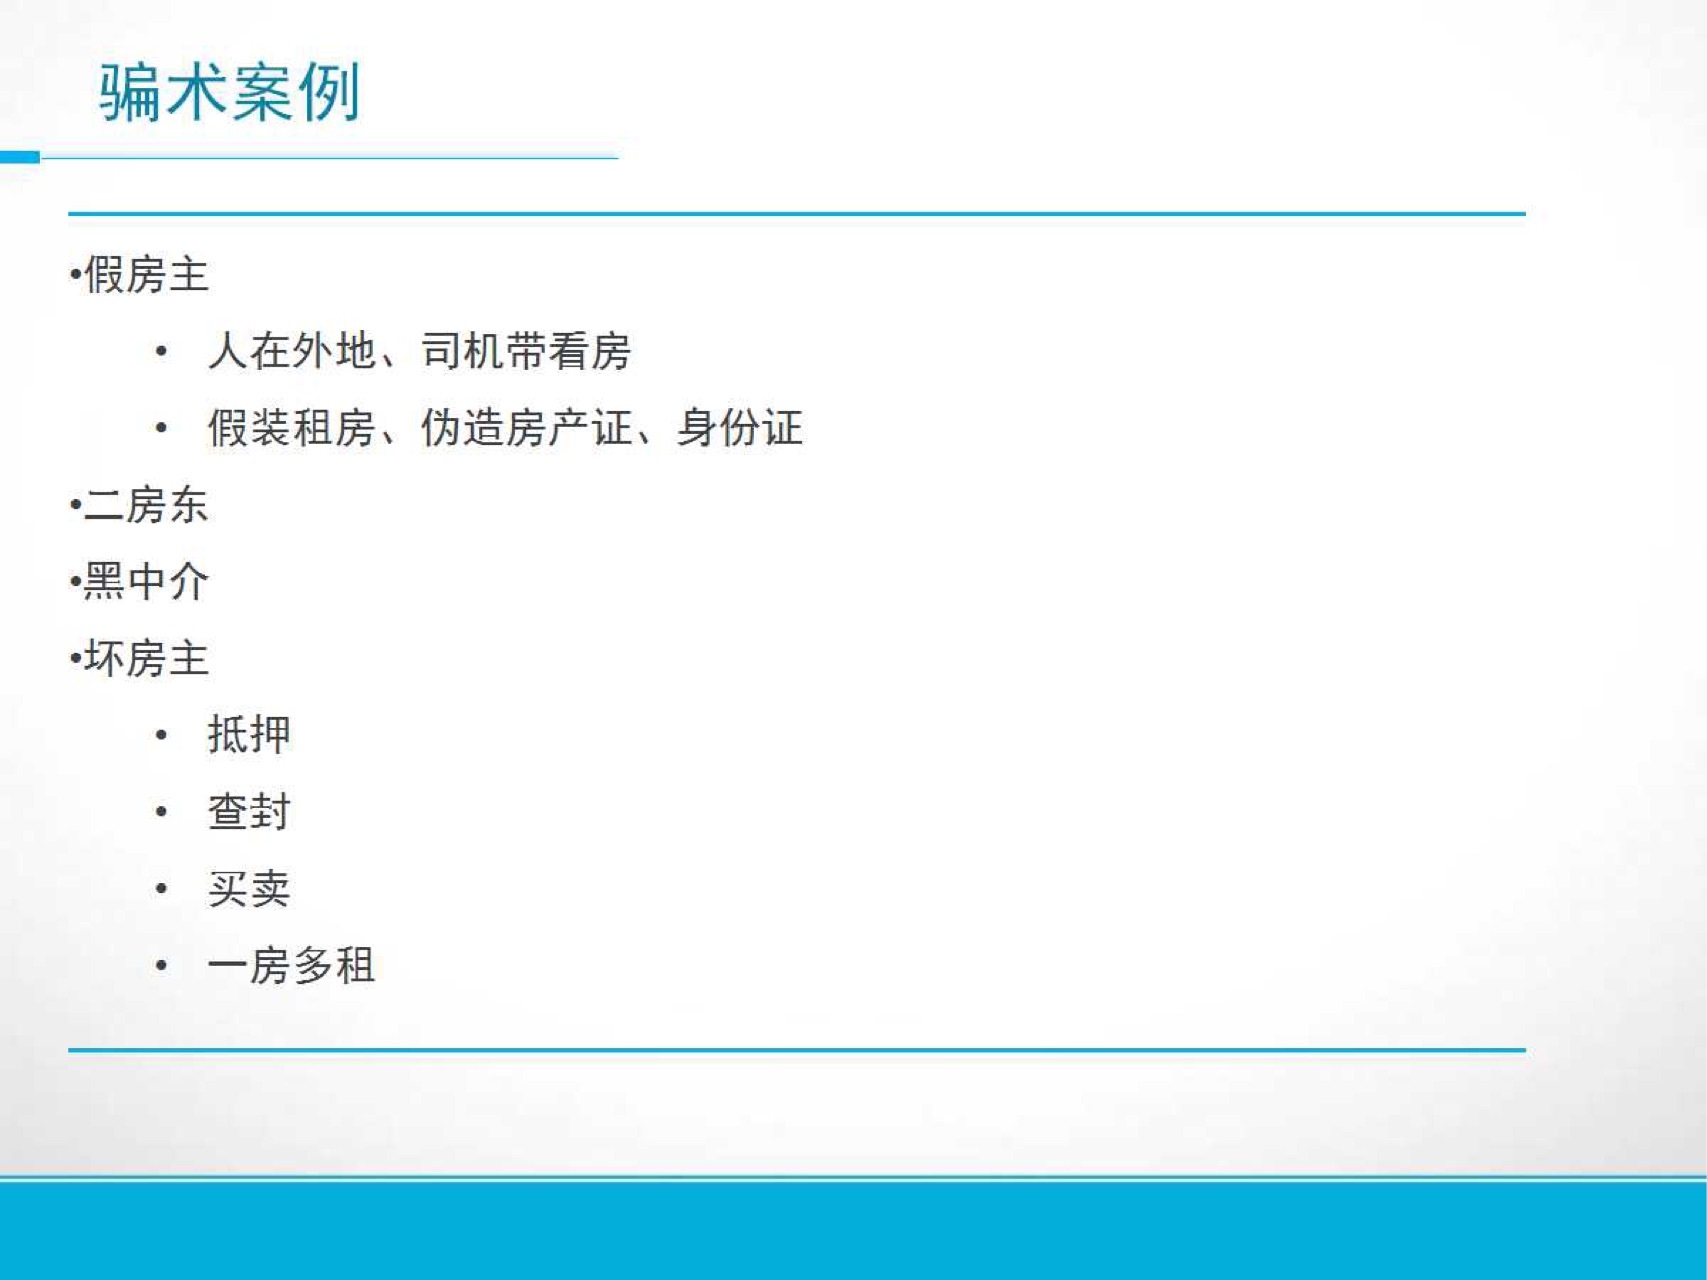 骗术案例
•假房主
• 人在外地、司机带看房
• 假装租房、伪造房产证、身份证
•二房东
•黑中介
•坏房主
• 抵押
• 查封
• 买卖
• 一房多租